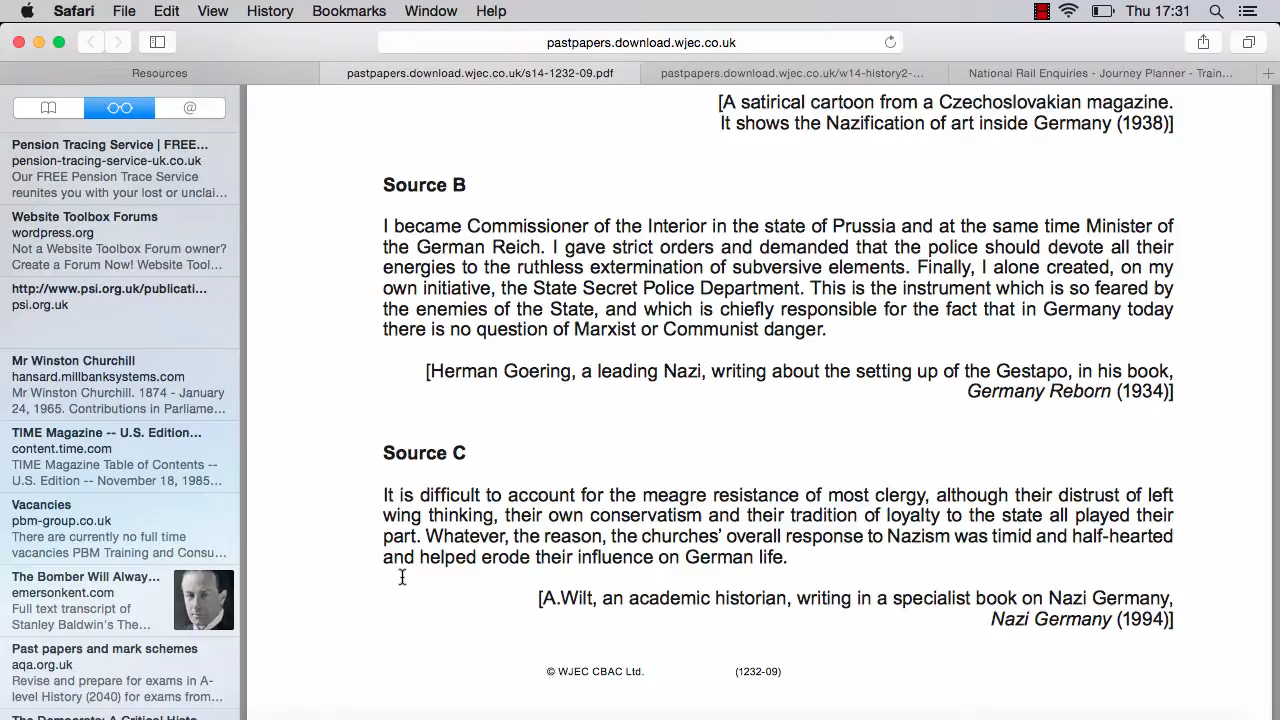 Safari File Edit View History Bookmarks Window Help Thu 17:31
pastpapers.download.wjec.co.uk
Resources pastpapers.download.wjec.co.uk/s14-1232-09.pdf pastpapers.download.wjec.co.uk/w14-history2-... National Rail Enquiries - Journey Planner - Train...
Pension Tracing Service | FREE...
pension-tracing-service-uk.co.uk
Our FREE Pension Trace Service
reunites you with your lost or unclai...
Website Toolbox Forums
wordpress.org
Not a Website Toolbox Forum owner?
Create a Forum Now! Website Tool...
http://www.psi.org.uk/publicati...
psi.org.uk
Mr Winston Churchill
hansard.millbanksystems.com
Mr Winston Churchill. 1874 - January
24, 1965. Contributions in Parliame...
TIME Magazine -- U.S. Edition...
content.time.com
TIME Magazine Table of Contents --
U.S. Edition -- November 18, 1985...
Vacancies
pbm-group.co.uk
There are currently no full time
vacancies PBM Training and Consu...
The Bomber Will Alway...
emersonkent.com
Full text transcript of
Stanley Baldwin's The...
Past papers and mark schemes
aqa.org.uk
Revise and prepare for exams in A-
level History (2040) for exams from...
The Democrats: A Critical Histo...
[A satirical cartoon from a Czechoslovakian magazine.
It shows the Nazification of art inside Germany (1938)]
Source B
I became Commissioner of the Interior in the state of Prussia and at the same time Minister of
the German Reich. I gave strict orders and demanded that the police should devote all their
energies to the ruthless extermination of subversive elements. Finally, I alone created, on my
own initiative, the State Secret Police Department. This is the instrument which is so feared by
the enemies of the State, and which is chiefly responsible for the fact that in Germany today
there is no question of Marxist or Communist danger.
[Herman Goering, a leading Nazi, writing about the setting up of the Gestapo, in his book,
Germany Reborn (1934)]
Source C
It is difficult to account for the meagre resistance of most clergy, although their distrust of left
wing thinking, their own conservatism and their tradition of loyalty to the state all played their
part. Whatever, the reason, the churches' overall response to Nazism was timid and half-hearted
and helped erode their influence on German life.
[A.Wilt, an academic historian, writing in a specialist book on Nazi Germany,
Nazi Germany (1994)]
© WJEC CBAC Ltd. (1232-09)